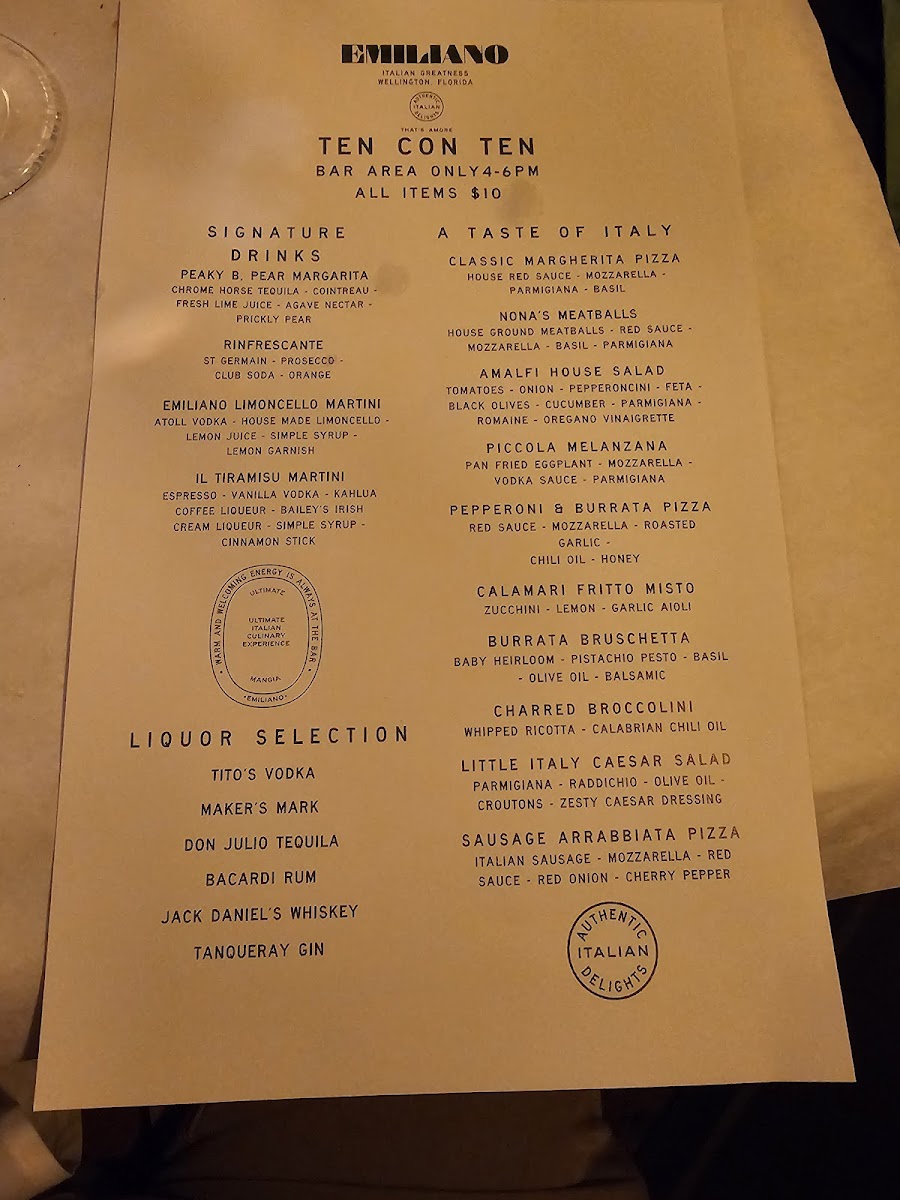 EMILIANO
ITALIAN GREATNESS
WELLINGTON, FLORIDA
AUTHENTIC
ITALIAN
DELIGHTS
THAT'S AMORE
TEN CON TEN
BAR AREA ONLY4-6PM
ALL ITEMS $10
SIGNATURE
DRINKS
PEAKY B. PEAR MARGARITA
CHROME HORSE TEQUILA - COINTREAU -
FRESH LIME JUICE - AGAVE NECTAR -
PRICKLY PEAR
RINFRESCANTE
ST GERMAIN - PROSECCO -
CLUB SODA - ORANGE
EMILIANO LIMONCELLO MARTINI
ATOLL VODKA - HOUSE MADE LIMONCELLO -
LEMON JUICE - SIMPLE SYRUP -
LEMON GARNISH
IL TIRAMISU MARTINI
ESPRESSO - VANILLA VODKA - KAHLUA
COFFEE LIQUEUR - BAILEY'S IRISH
CREAM LIQUEUR - SIMPLE SYRUP -
CINNAMON STICK
WARM AND WELCOMING ENERGY IS ALWAYS AT THE BAR
ULTIMATE
ULTIMATE
ITALIAN
CULINARY
EXPERIENCE
MANGIA
•EMILIANO•
LIQUOR SELECTION
TITO'S VODKA
MAKER'S MARK
DON JULIO TEQUILA
BACARDI RUM
JACK DANIEL'S WHISKEY
TANQUERAY GIN
A TASTE OF ITALY
CLASSIC MARGHERITA PIZZA
HOUSE RED SAUCE - MOZZARELLA -
PARMIGIANA - BASIL
NONA'S MEATBALLS
HOUSE GROUND MEATBALLS - RED SAUCE -
MOZZARELLA - BASIL - PARMIGIANA
AMALFI HOUSE SALAD
TOMATOES - ONION - PEPPERONCINI - FETA -
BLACK OLIVES - CUCUMBER - PARMIGIANA -
ROMAINE - OREGANO VINAIGRETTE
PICCOLA MELANZANA
PAN FRIED EGGPLANT - MOZZARELLA -
VODKA SAUCE - PARMIGIANA
PEPPERONI & BURRATA PIZZA
RED SAUCE - MOZZARELLA - ROASTED
GARLIC -
CHILI OIL - HONEY
CALAMARI FRITTO MISTO
ZUCCHINI - LEMON - GARLIC AIOLI
BURRATA BRUSCHETTA
BABY HEIRLOOM - PISTACHIO PESTO - BASIL
- OLIVE OIL - BALSAMIC
CHARRED BROCCOLINI
WHIPPED RICOTTA - CALABRIAN CHILI OIL
LITTLE ITALY CAESAR SALAD
PARMIGIANA - RADDICHIO - OLIVE OIL -
CROUTONS - ZESTY CAESAR DRESSING
SAUSAGE ARRABBIATA PIZZA
ITALIAN SAUSAGE - MOZZARELLA - RED
SAUCE - RED ONION - CHERRY PEPPER
AUTHENTIC
ITALIAN
DELIGHTS